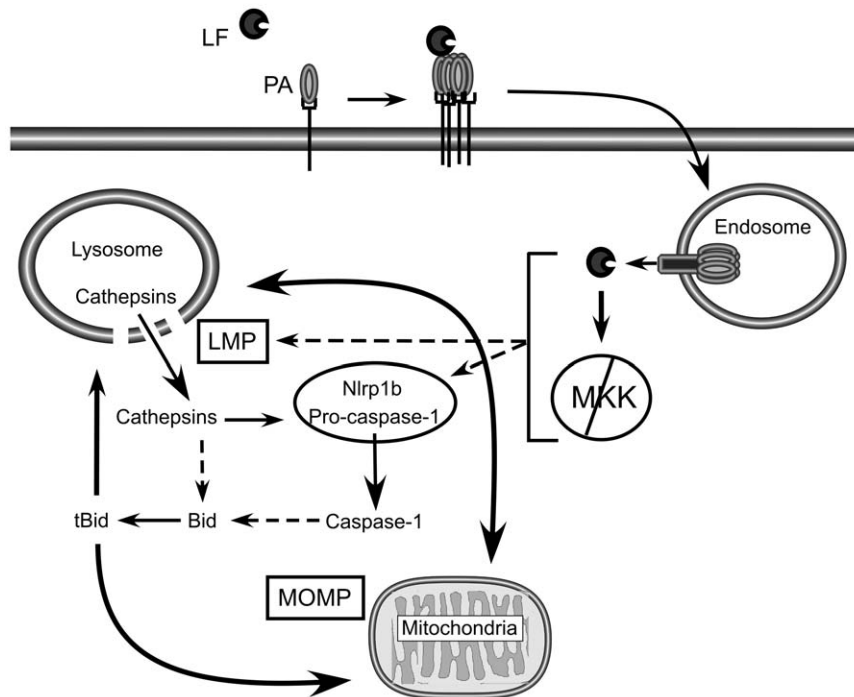 LF
PA
Endosome
Lysosome
Cathepsins
LMP
Nlrp1b
Pro-caspase-1
MKK
Cathepsins
tBid
Bid
Caspase-1
MOMP
Mitochondria